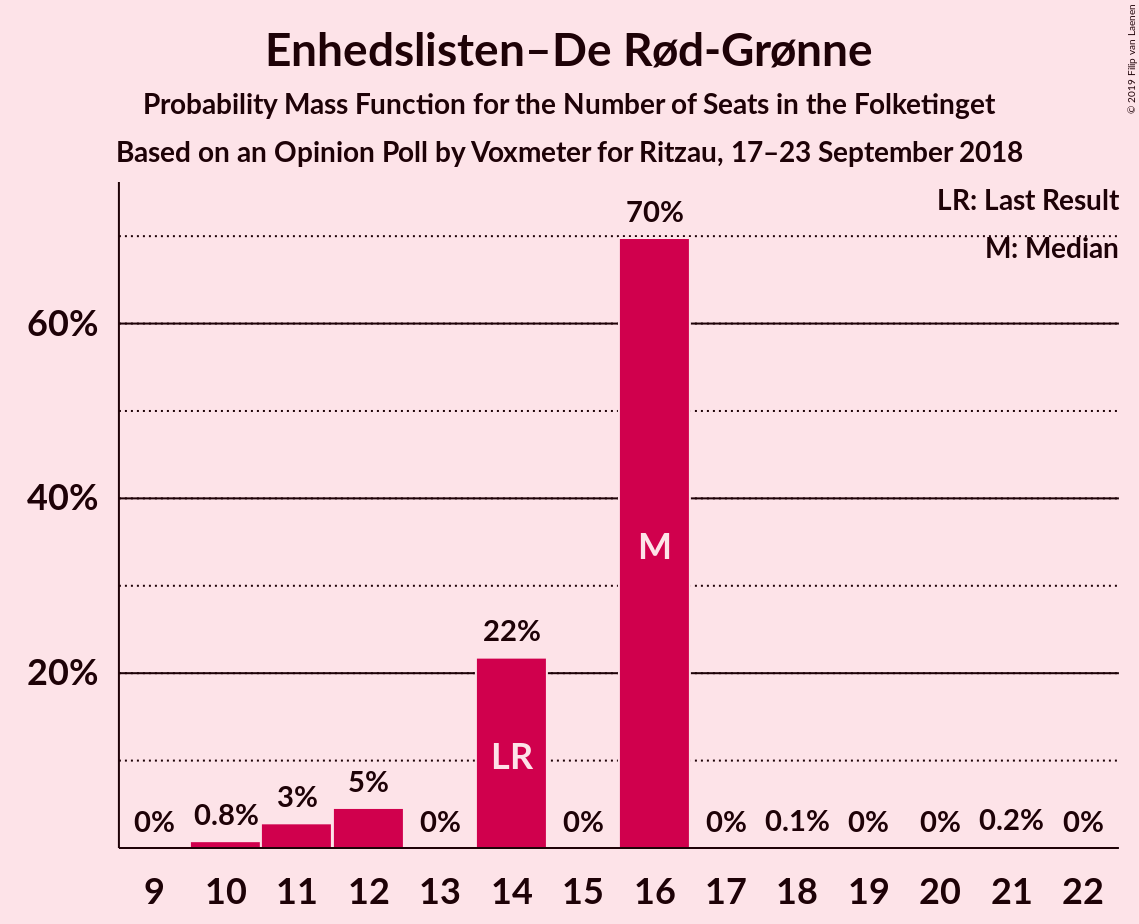 Enhedslisten–De Rød-Grønne
Probability Mass Function for the Number of Seats in the Folketinget
Based on an Opinion Poll by Voxmeter for Ritzau, 17–23 September 2018
© 2019 Filip van Laenen
LR: Last Result
M: Median
60%
40%
20%
0%
0.8%
3%
5%
0%
22%
0%
70%
0%
0.1%
0%
0%
0.2%
0%
LR
M
9 10 11 12 13 14 15 16 17 18 19 20 21 22